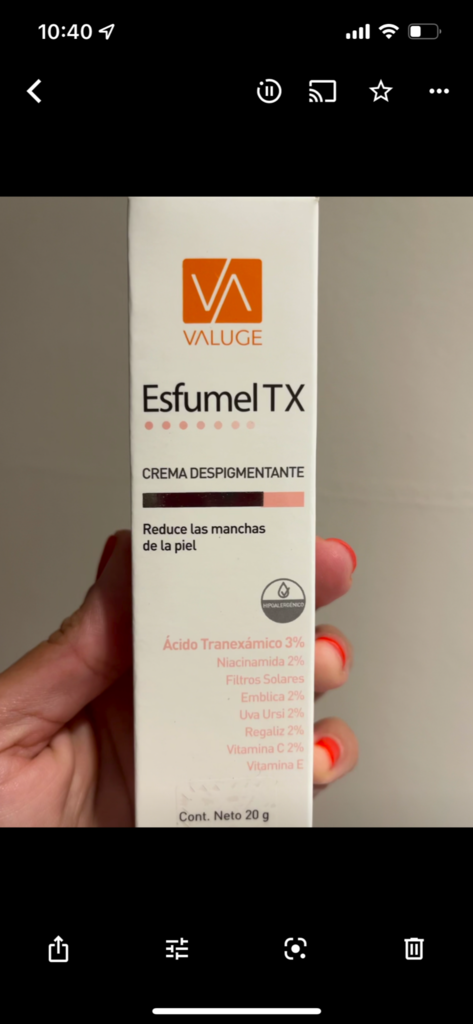 10:40
VA
VALUGE
Esfumel TX
CREMA DESPIGMENTANTE
Reduce las manchas
de la piel
HIPOALERGÉNICO
Ácido Tranexámico 3%
Niacinamida 2%
Filtros Solares
Emblica 2%
Uva Ursi 2%
Regaliz 2%
Vitamina C 2%
Vitamina E
Cont. Neto 20 g